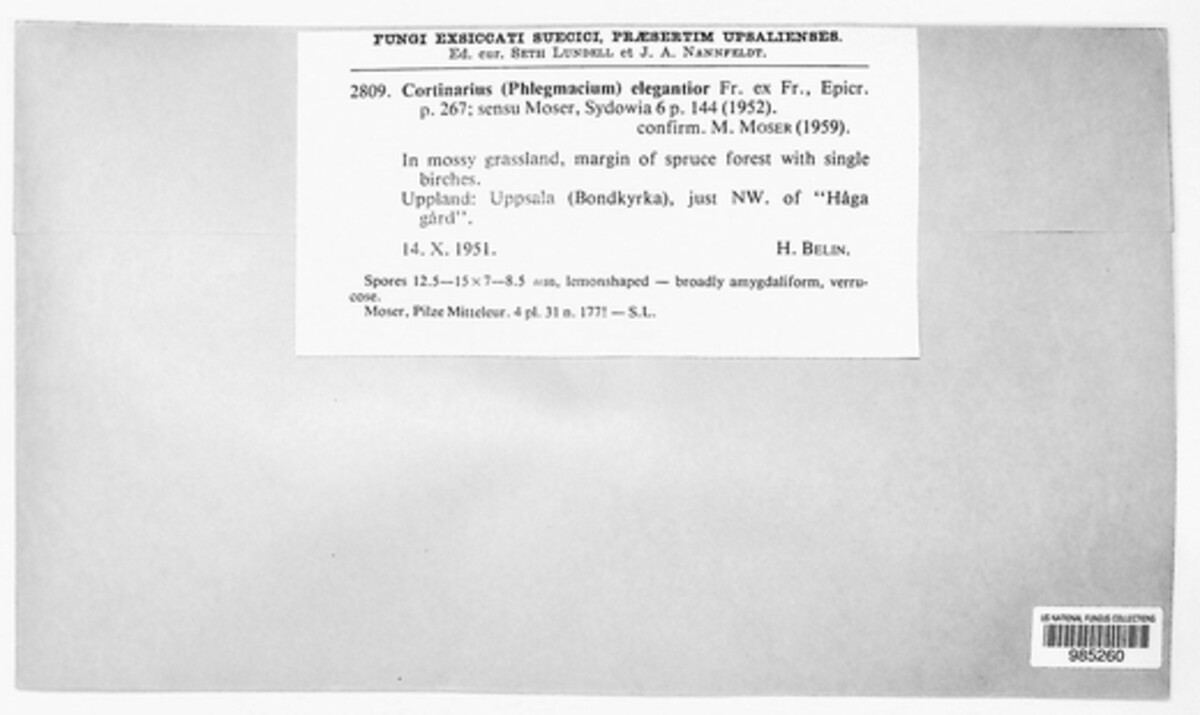 FUNGI EXSICCATI SUECICI, PRÆSERTIM UPSALIENSES.
Ed. cur. SETH LUNDELL et J. A. NANNFELDT.
2809. Cortinarius (Phlegmacium) elegantior Fr. ex Fr., Epicr.
p. 267; sensu Moser, Sydowia 6 p. 144 (1952).
confirm. M. MOSER (1959).
In mossy grassland, margin of spruce forest with single
birches.
Uppland: Uppsala (Bondkyrka), just NW. of "Håga
gård".
14. X. 1951.
H. BELIN.
Spores 12.5—15×7—8.5 lemonshaped — broadly amygdaliform, verru-
cose.
Moser, Pilze Mitteleur. 4 pl. 31 n. 177! — S.L.
US NATIONAL FUNGUS COLLECTIONS
985260